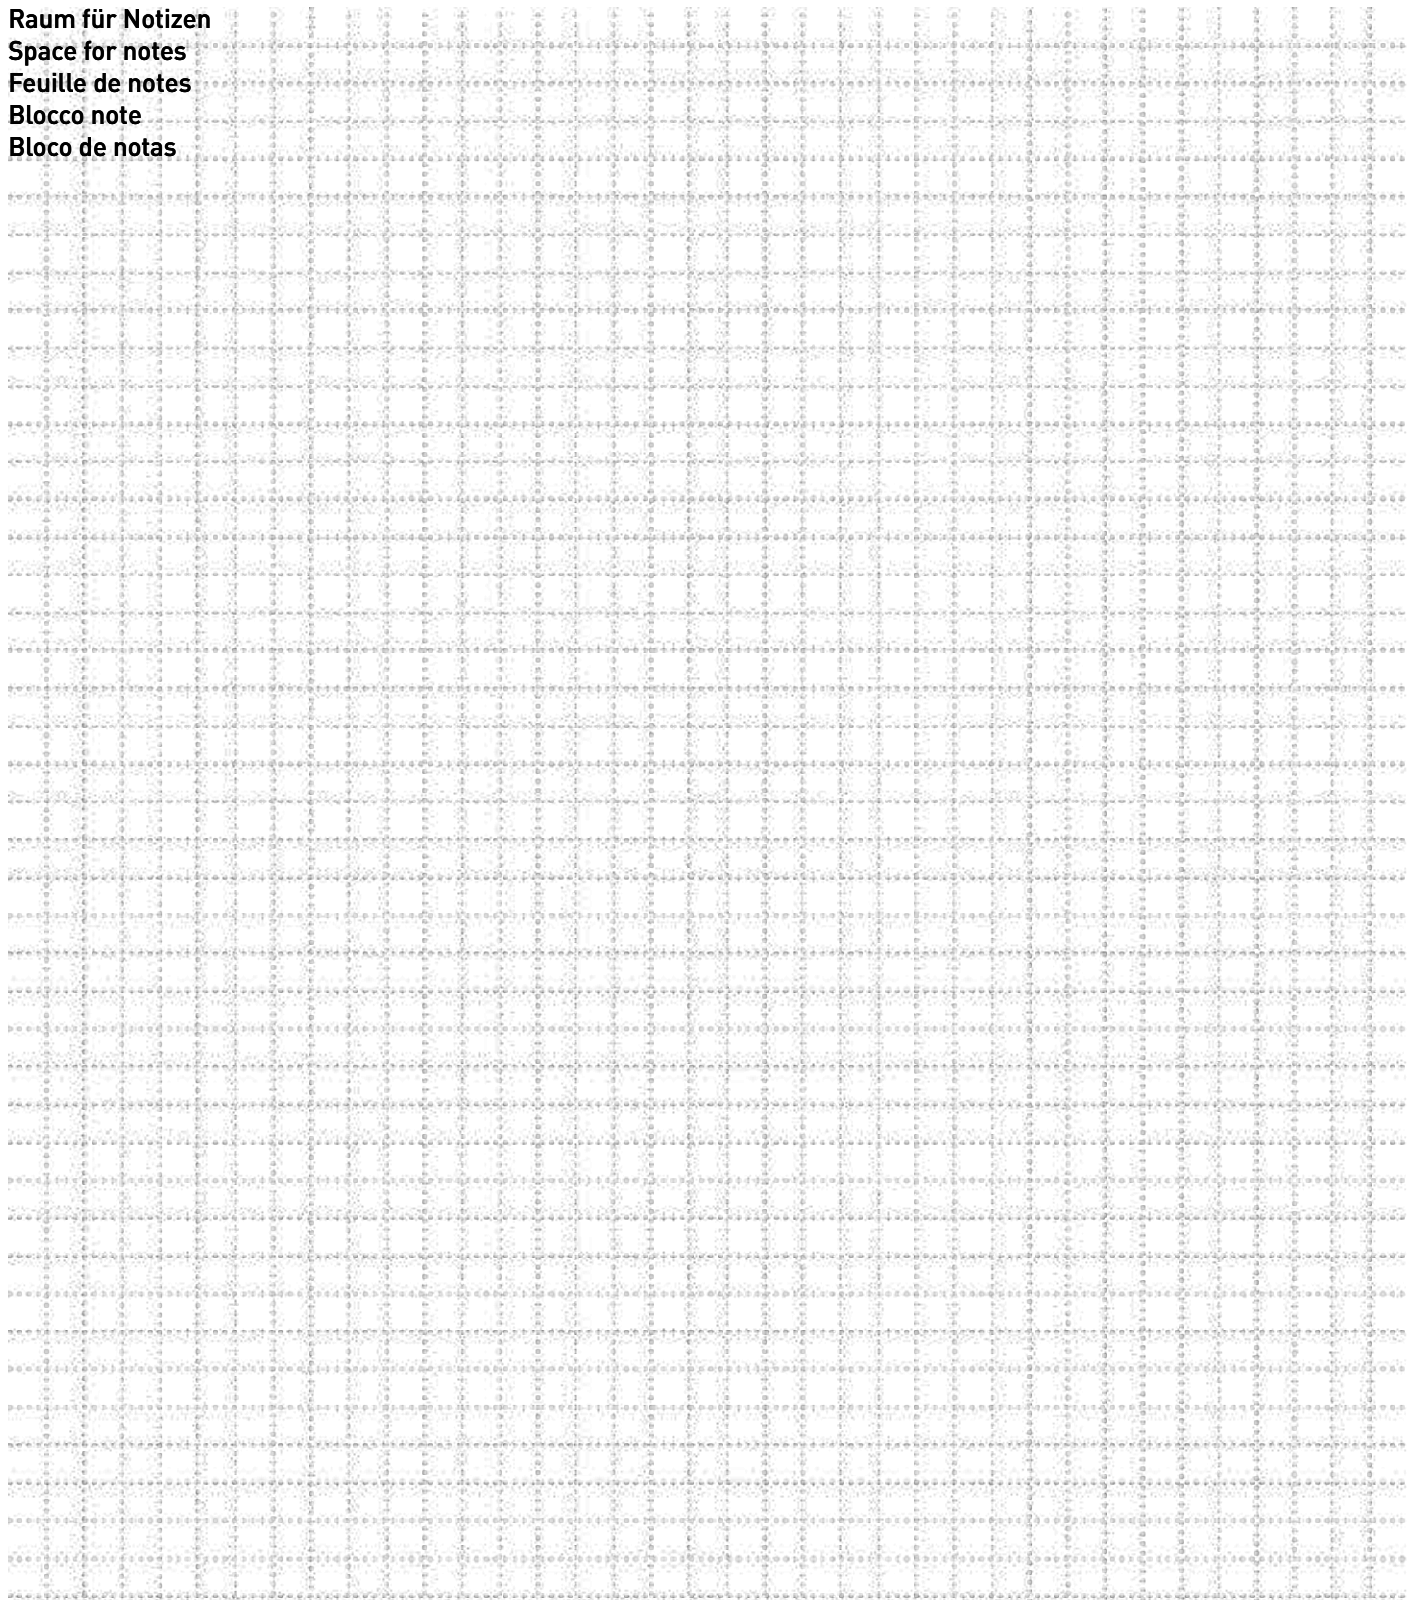 Raum für Notizen
Space for notes
Feuille de notes
Blocco note
Bloco de notas